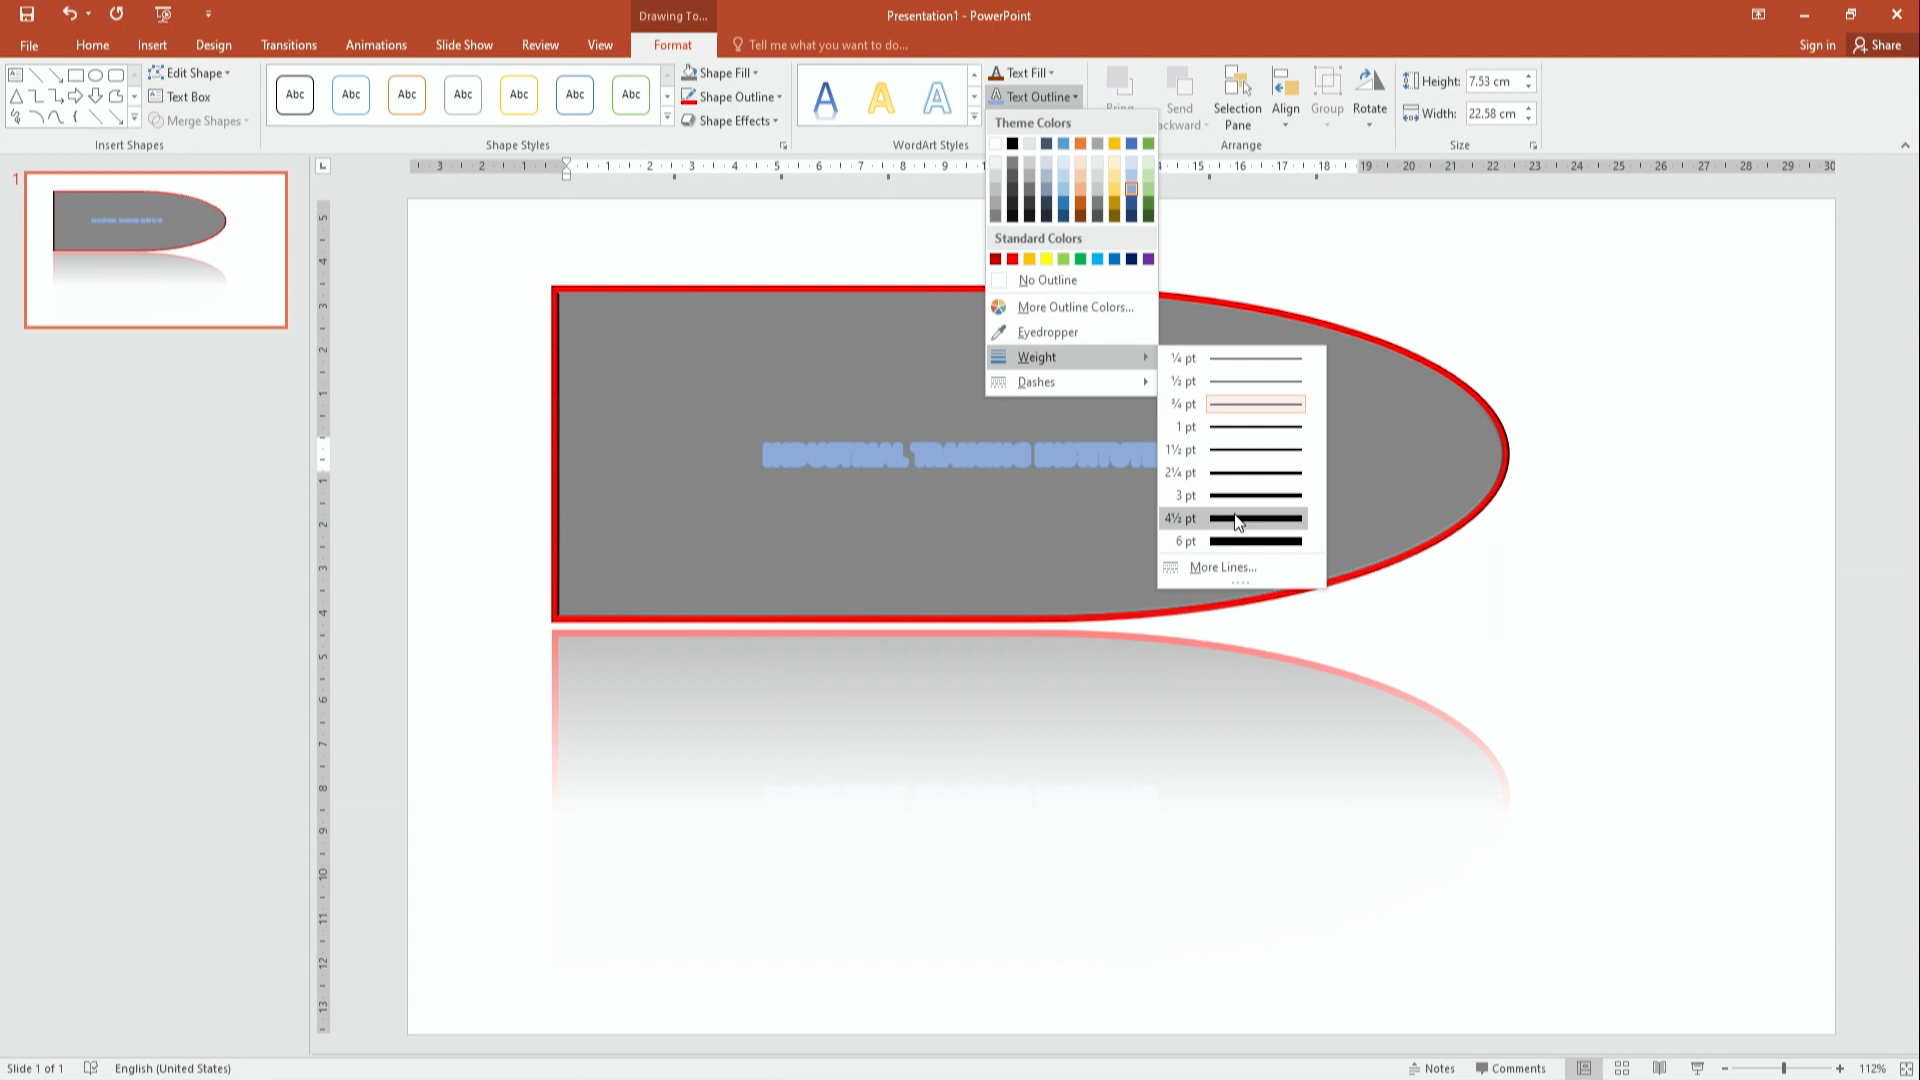 Drawing To...
Presentation1 - PowerPoint
File
Home
Insert
Design
Transitions
Animations
Slide Show
Review
View
Format
Tell me what you want to do...
Sign in
Share
Edit Shape
Text Box
Merge Shapes
Insert Shapes
Abc
Abc
Abc
Abc
Abc
Abc
Abc
Shape Fill
Shape Outline
Shape Effects
Shape Styles
Text Fill
Text Outline
WordArt Styles
Send
Selection
Pane
Align
Group
Rotate
Arrange
Height: 7.53 cm
Width: 22.58 cm
Size
Theme Colors
Standard Colors
No Outline
More Outline Colors...
Eyedropper
Weight
Dashes
¼ pt
½ pt
¾ pt
1 pt
1½ pt
2¼ pt
3 pt
4½ pt
6 pt
More Lines...
INDUSTRIAL TRAINING INSTITUTE
1
Slide 1 of 1
English (United States)
Notes
Comments
112%